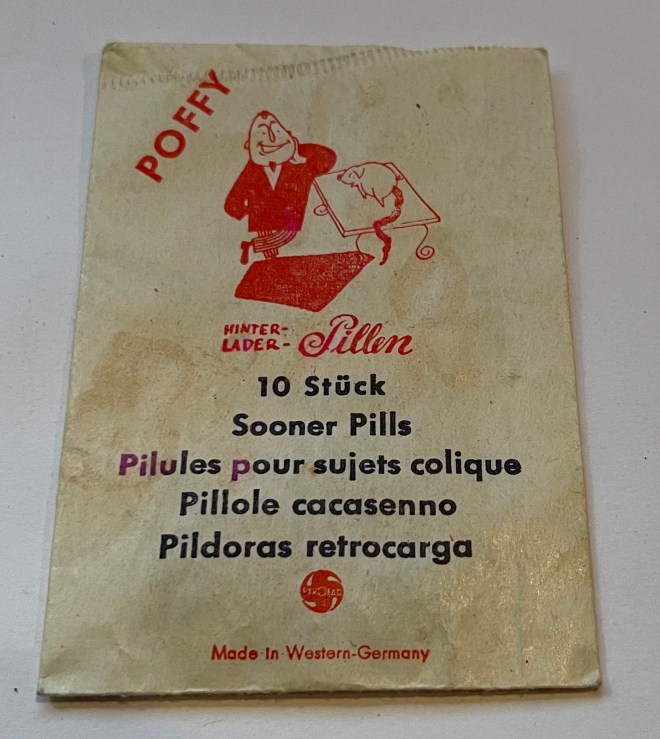 POFFY
HINTER-
LADER- Pillen
10 Stück
Sooner Pills
Pilules pour sujets colique
Pillole cacasenno
Pildoras retrocarga
Made in Western-Germany